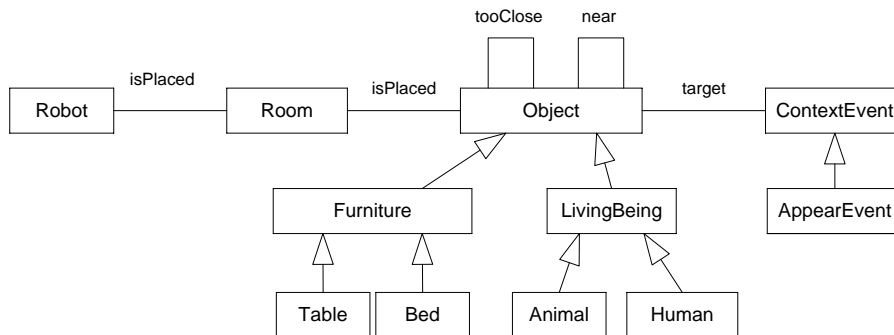 tooClose
near
isPlaced
isPlaced
target
Robot
Room
Object
ContextEvent
Furniture
LivingBeing
AppearEvent
Table
Bed
Animal
Human